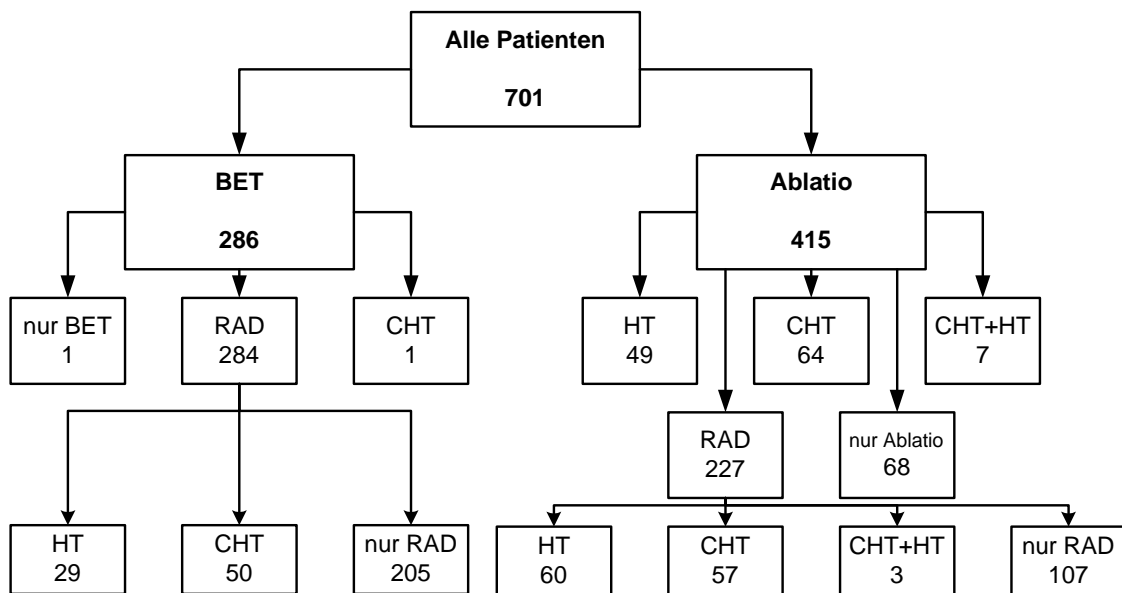 Alle Patienten
701
BET
286
Ablatio
415
nur BET
1
RAD
284
CHT
1
HT
49
CHT
64
CHT+HT
7
RAD
227
nur Ablatio
68
HT
29
CHT
50
nur RAD
205
HT
60
CHT
57
CHT+HT
3
nur RAD
107